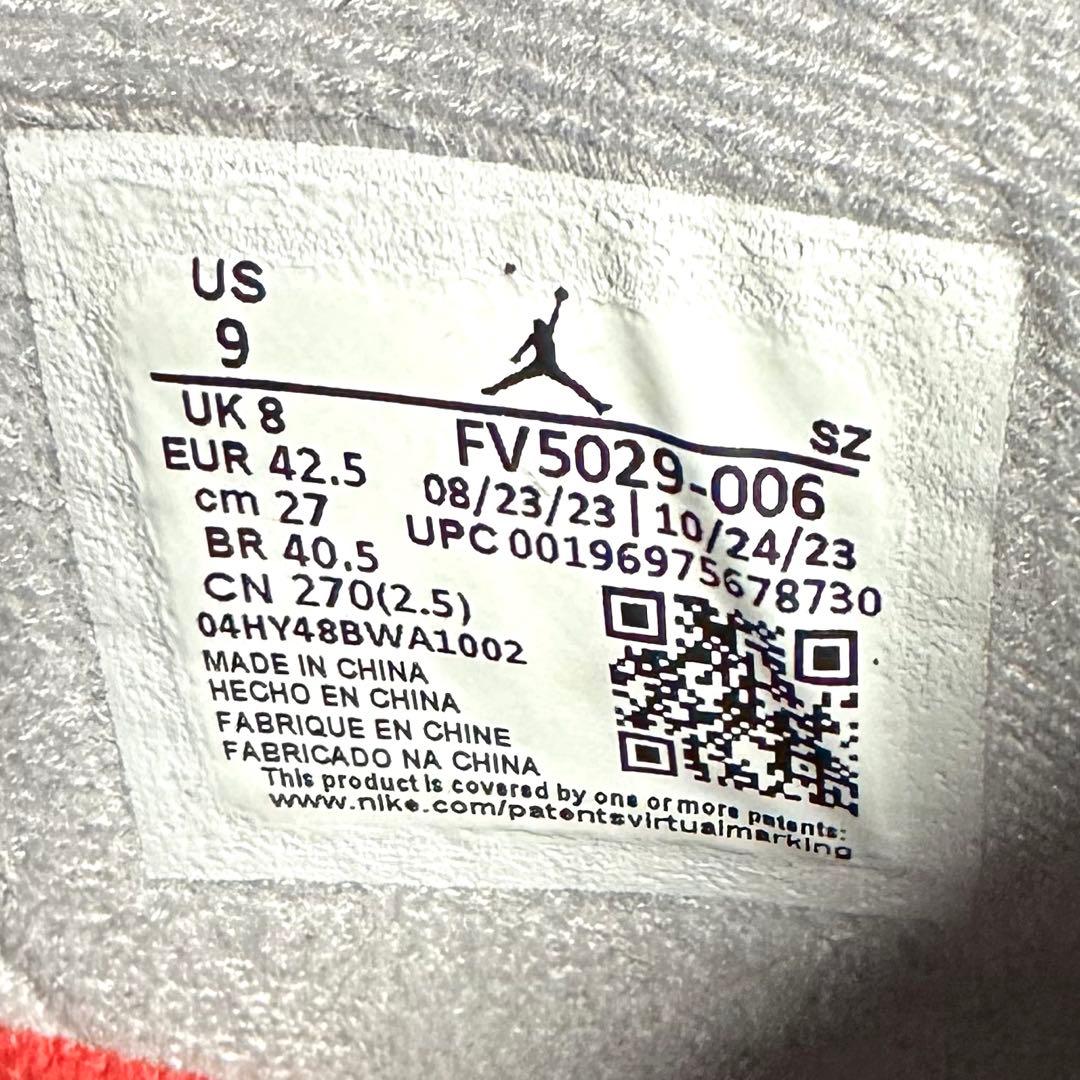 US
9
UK 8
EUR 42.5
cm 27
BR 40.5
CN 270(2.5)
04HY48BWA1002
SZ
FV5029-006
08/23/23 | 10/24/23
UPC 00196975678730
MADE IN CHINA
HECHO EN CHINA
FABRIQUE EN CHINE
FABRICADO NA CHINA
This product is covered by one or more patents:
www.nike.com/patentsvirtualmarking